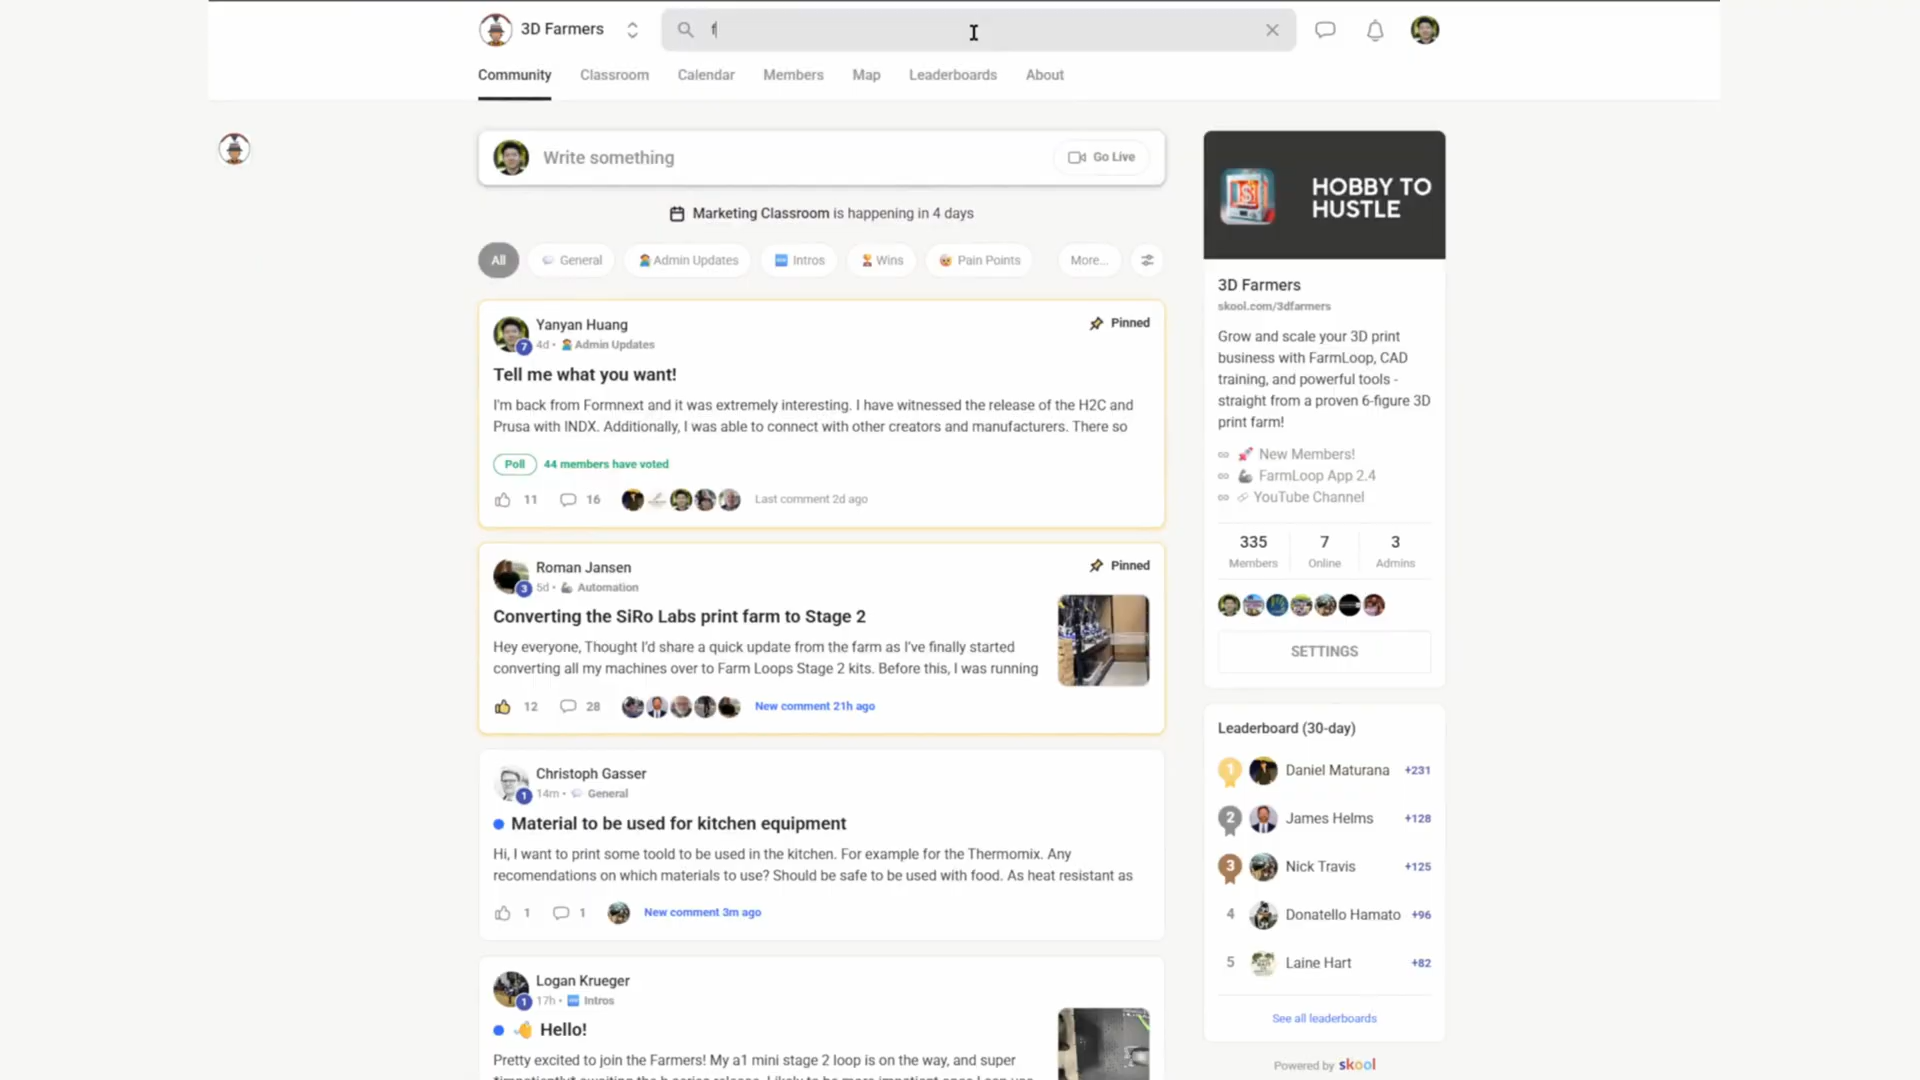 3D Farmers
f
Community Classroom Calendar Members Map Leaderboards About
Write something
Go Live
Marketing Classroom is happening in 4 days
All General Admin Updates Intros Wins Pain Points More...
Yanyan Huang
Pinned
7 4d • Admin Updates
Tell me what you want!
I'm back from Formnext and it was extremely interesting. I have witnessed the release of the H2C and
Prusa with INDX. Additionally, I was able to connect with other creators and manufacturers. There so
Poll 44 members have voted
11 16 Last comment 2d ago
Roman Jansen
Pinned
3 5d • Automation
Converting the SiRo Labs print farm to Stage 2
Hey everyone, Thought I'd share a quick update from the farm as I've finally started
converting all my machines over to Farm Loops Stage 2 kits. Before this, I was running
12 28 New comment 21h ago
Christoph Gasser
1 14m • General
Material to be used for kitchen equipment
Hi, I want to print some toold to be used in the kitchen. For example for the Thermomix. Any
recomendations on which materials to use? Should be safe to be used with food. As heat resistant as
1 1 New comment 3m ago
Logan Krueger
1 17h • Intros
Hello!
Pretty excited to join the Farmers! My a1 mini stage 2 loop is on the way, and super
HOBBY TO
HUSTLE
3D Farmers
skool.com/3dfarmers
Grow and scale your 3D print
business with FarmLoop, CAD
training, and powerful tools -
straight from a proven 6-figure 3D
print farm!
New Members!
FarmLoop App 2.4
YouTube Channel
335 7 3
Members Online Admins
SETTINGS
Leaderboard (30-day)
1 Daniel Maturana +231
2 James Helms +128
3 Nick Travis +125
4 Donatello Hamato +96
5 Laine Hart +82
See all leaderboards
Powered by skool